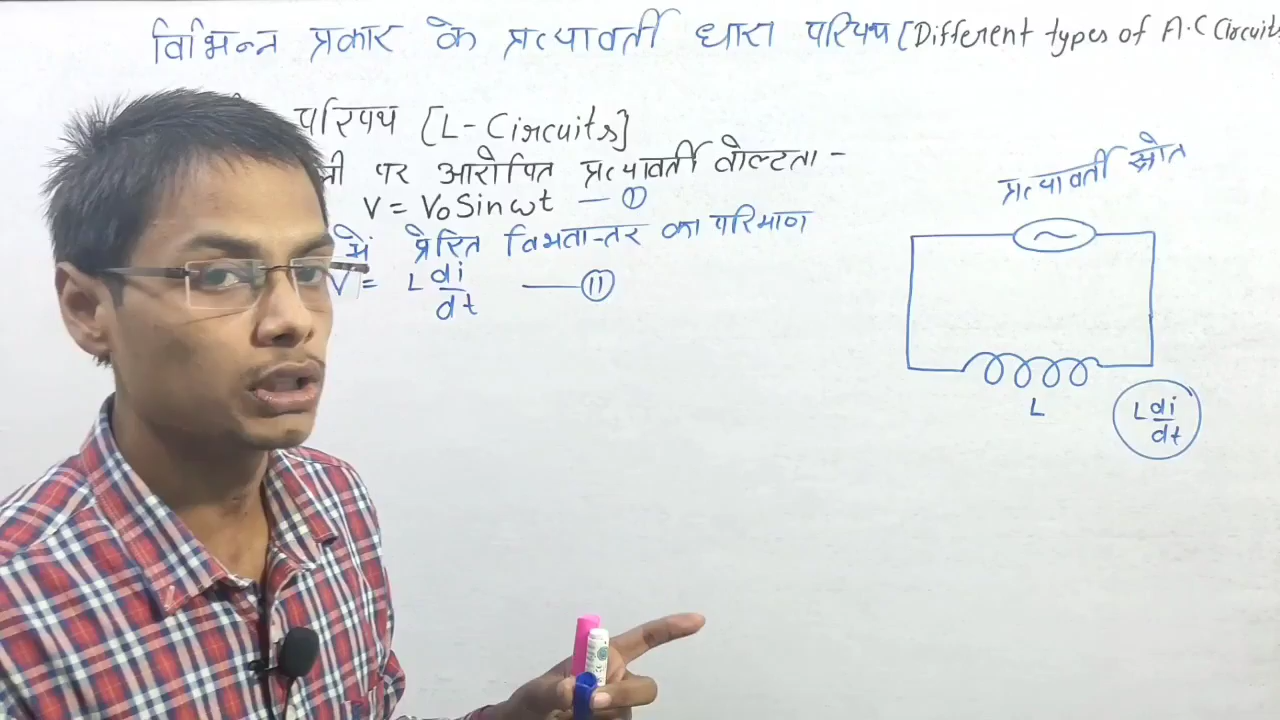 विभिन्न प्रकार के प्रत्यावर्ती धारा परिपथ [Different types of A.C Circuits
परिपथ [L-Circuits]
पर आरोपित प्रत्यावर्ती वोल्टता -
V = V₀ Sinωt — ①
में प्रेरित विभवान्तर का परिमाण
V = L di/dt — ⑪
प्रत्यावर्ती स्रोत
~
L
L di/dt